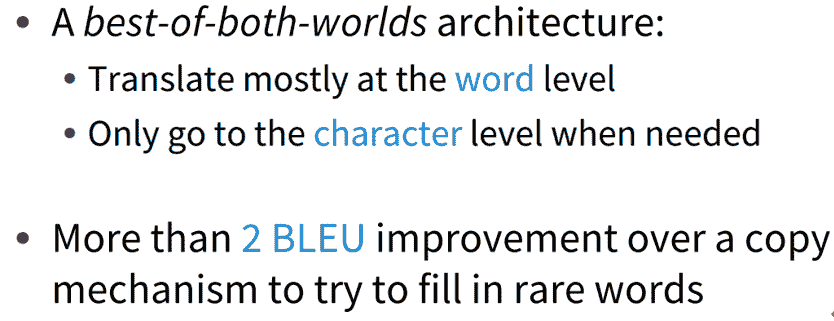 • A best-of-both-worlds architecture:
• Translate mostly at the word level
• Only go to the character level when needed
• More than 2 BLEU improvement over a copy
mechanism to try to fill in rare words